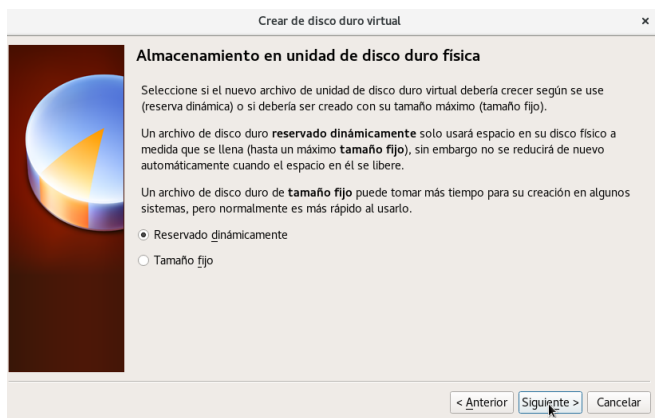 Crear de disco duro virtual
×
Almacenamiento en unidad de disco duro física
Seleccione si el nuevo archivo de unidad de disco duro virtual debería crecer según se use
(reserva dinámica) o si debería ser creado con su tamaño máximo (tamaño fijo).
Un archivo de disco duro reservado dinámicamente solo usará espacio en su disco físico a
medida que se llena (hasta un máximo tamaño fijo), sin embargo no se reducirá de nuevo
automáticamente cuando el espacio en él se libere.
Un archivo de disco duro de tamaño fijo puede tomar más tiempo para su creación en algunos
sistemas, pero normalmente es más rápido al usarlo.
Reservado dinámicamente
Tamaño fijo
< Anterior Siguiente > Cancelar